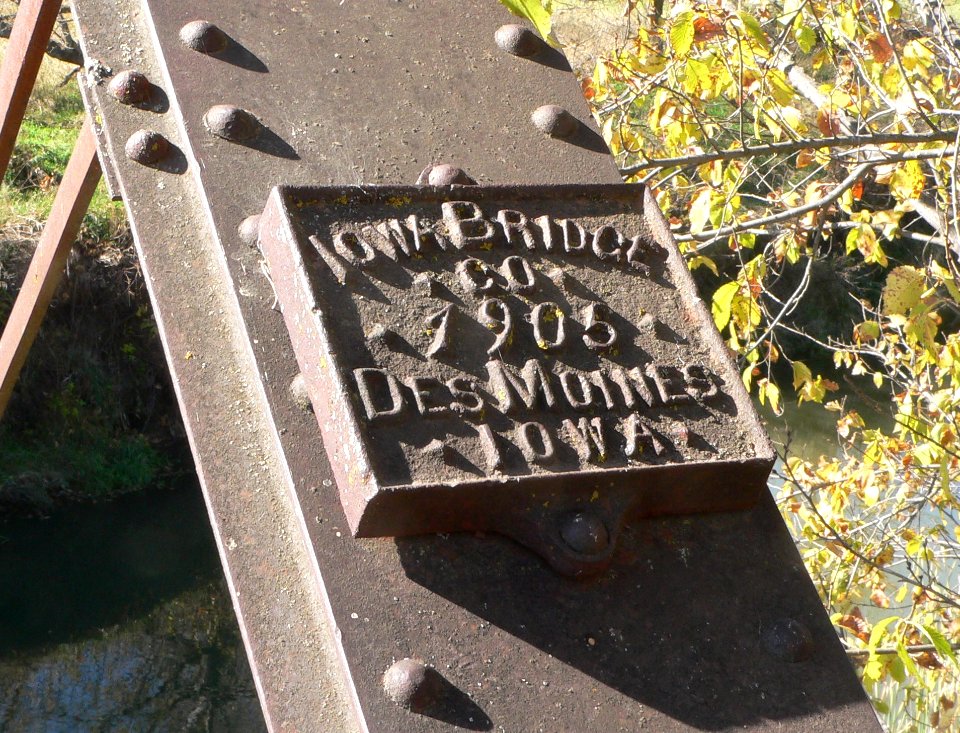 IOWA BRIDGE
CO
1905
DES MOINES
IOWA